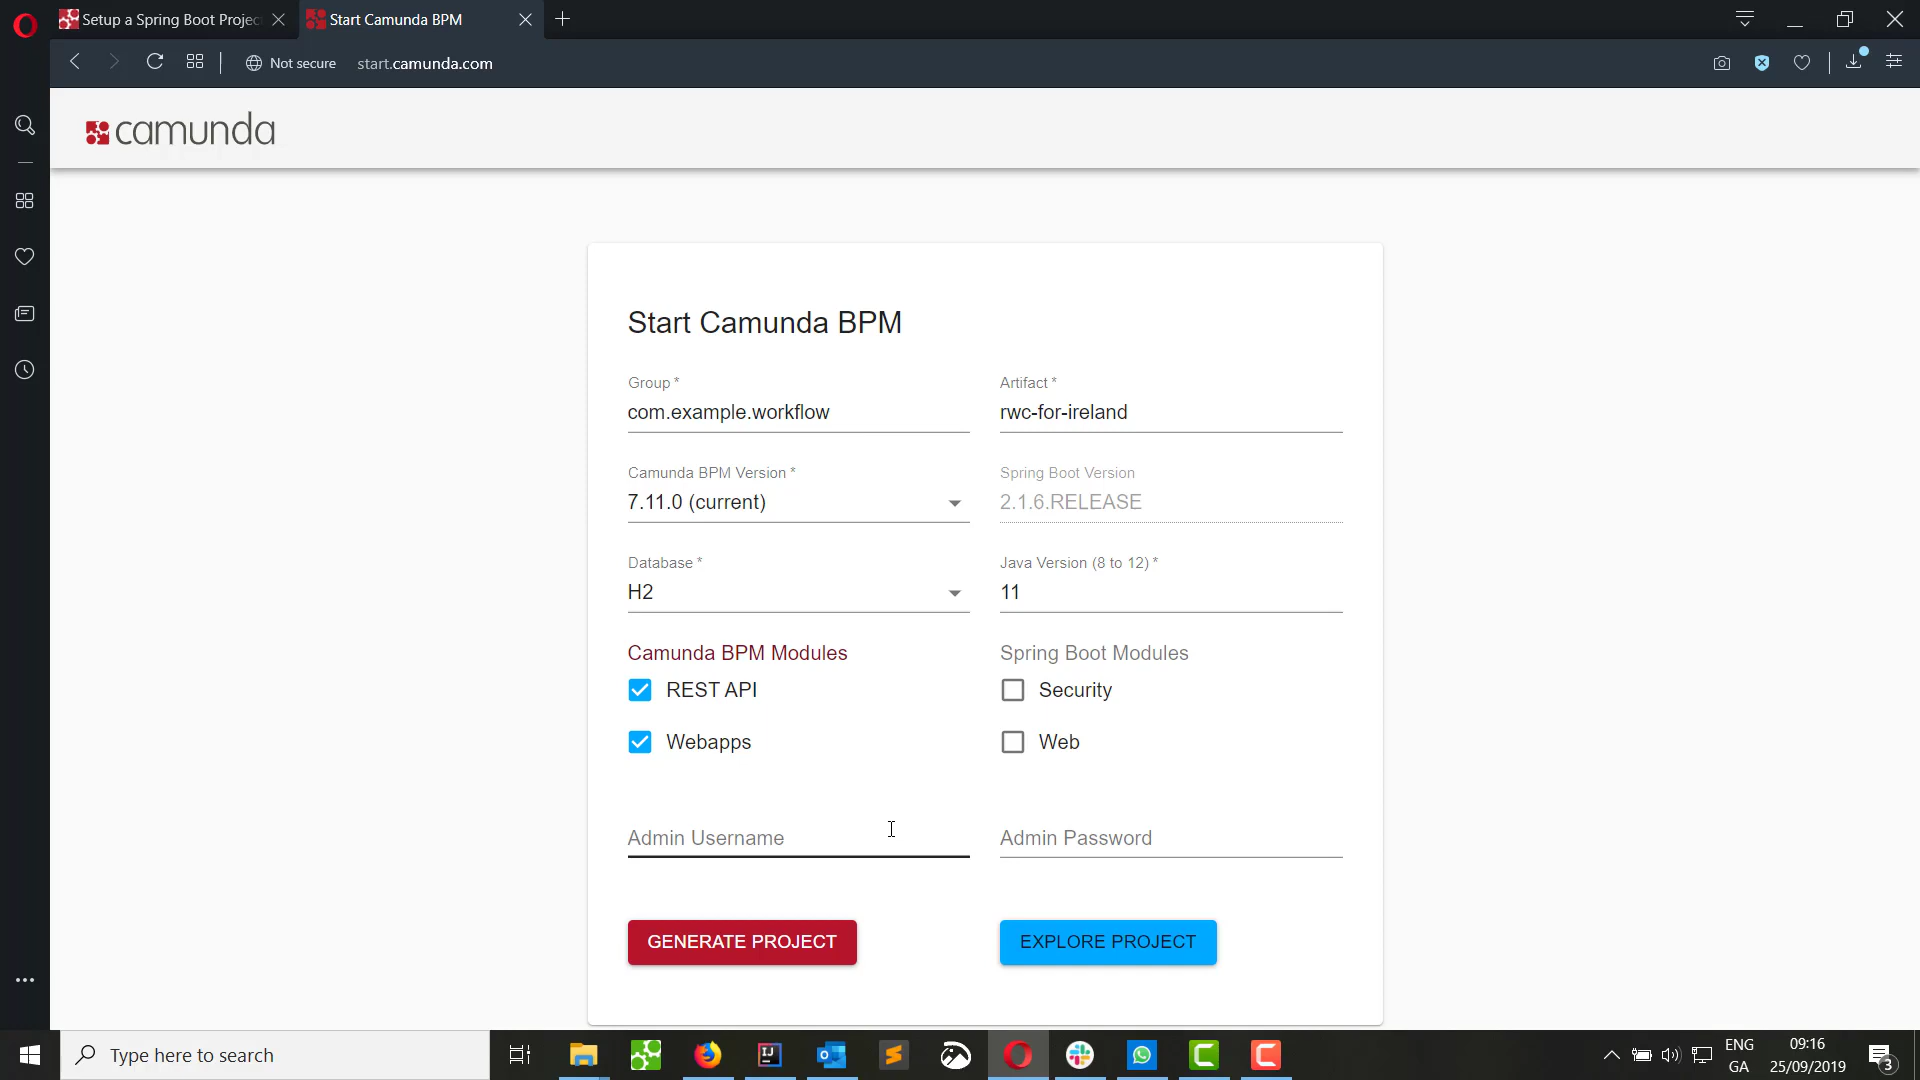 Setup a Spring Boot Projec
Start Camunda BPM
Not secure
start.camunda.com
camunda
Start Camunda BPM
Group *
Artifact *
com.example.workflow
rwc-for-ireland
Camunda BPM Version *
Spring Boot Version
7.11.0 (current)
2.1.6.RELEASE
Database *
Java Version (8 to 12) *
H2
11
Camunda BPM Modules
Spring Boot Modules
REST API
Security
Webapps
Web
Admin Username
Admin Password
GENERATE PROJECT
EXPLORE PROJECT
Type here to search
ENG
GA
09:16
25/09/2019
3